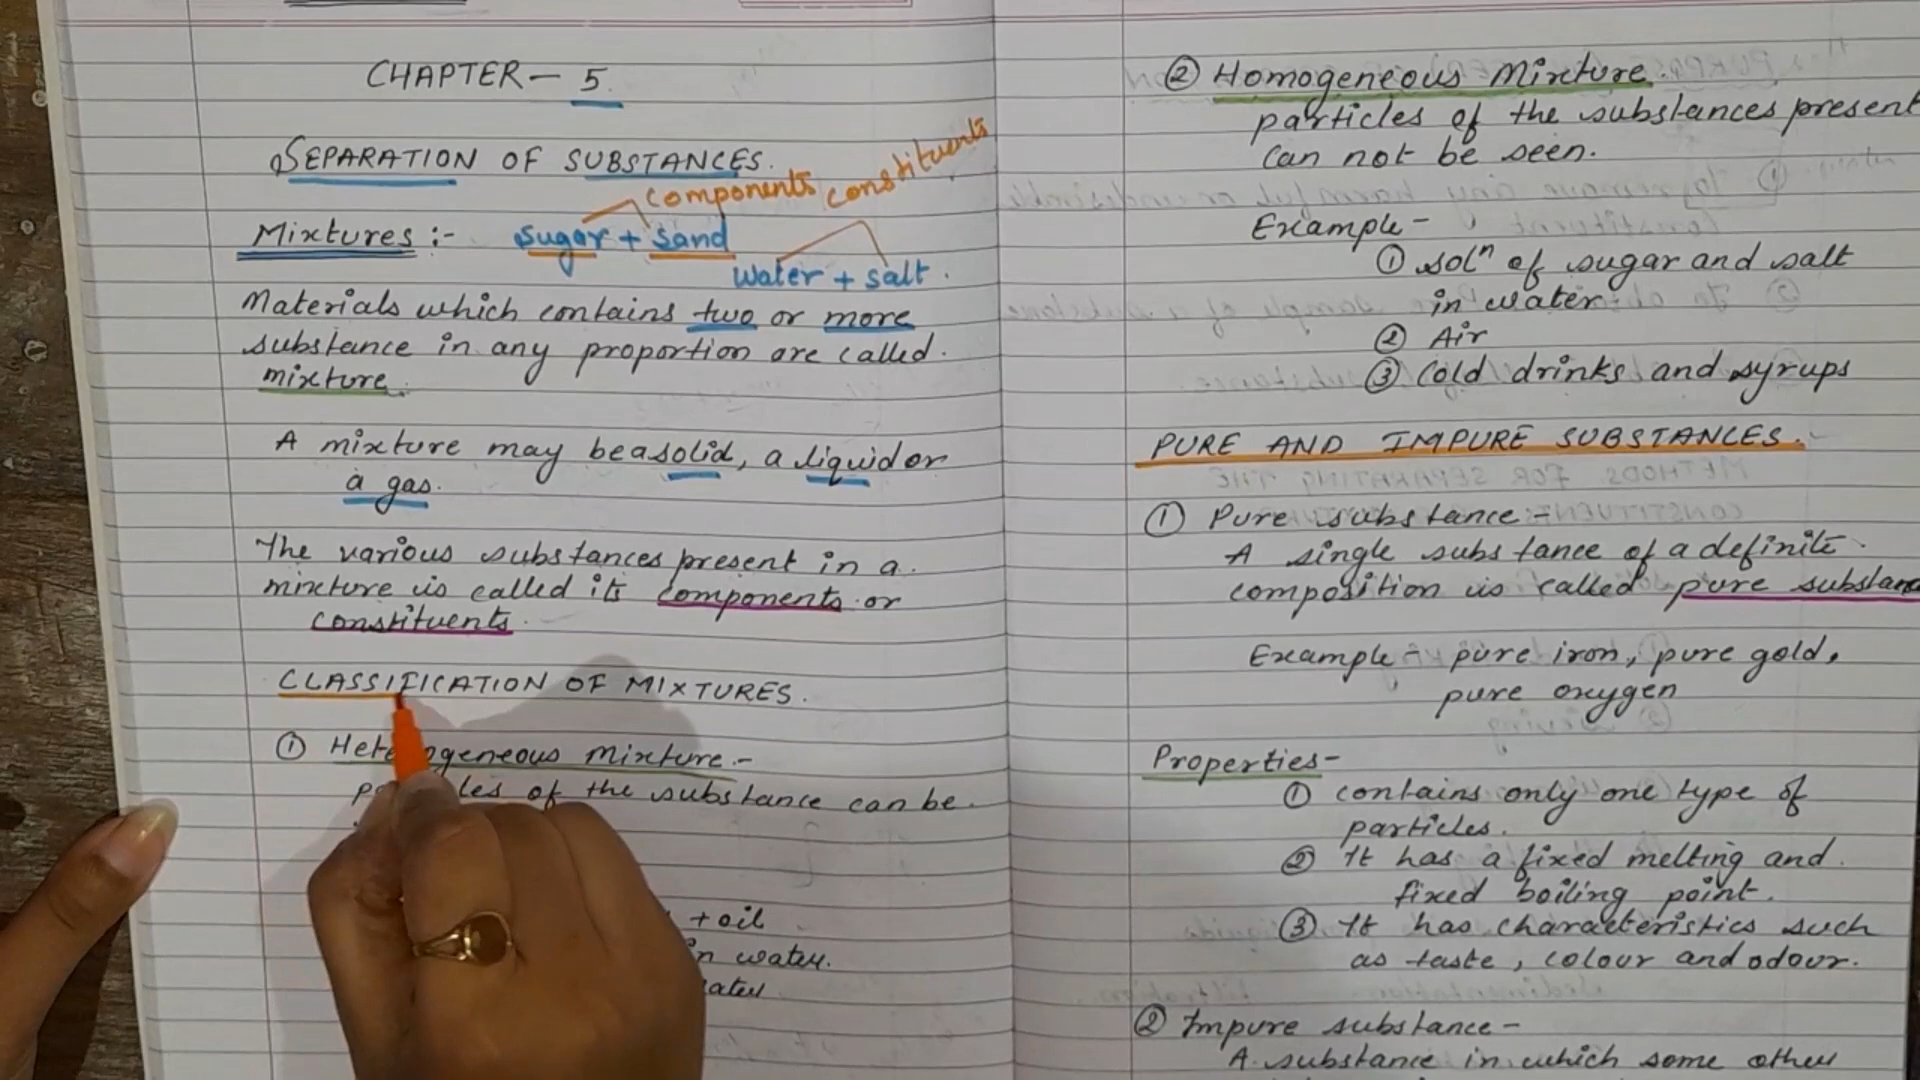 CHAPTER - 5.
SEPARATION OF SUBSTANCES.
components constituents
Mixtures :- sugar + sand
water + salt.
Materials which contains two or more
substance in any proportion are called.
mixture.
A mixture may be a solid, a liquid or
a gas.
The various substances present in a.
mixture is called its components or
constituents.
CLASSIFICATION OF MIXTURES.
① geneous Mixture.-
of the substance can be.
+ oil
in water.
② Homogeneous Mixture.
particles of the substances present
can not be seen.
Example -
① solⁿ of sugar and salt
in water
② Air
③ Cold drinks and syrups
PURE AND IMPURE SUBSTANCES.
① Pure substance -
A single substance of a definite.
composition is called pure substanc
Example - pure iron, pure gold,
pure oxygen
Properties -
① contains only one type of
particles.
② It has a fixed melting and.
fixed boiling point.
③ It has characteristics such
as taste, colour and odour.
② Impure substance -
A substance in which some other